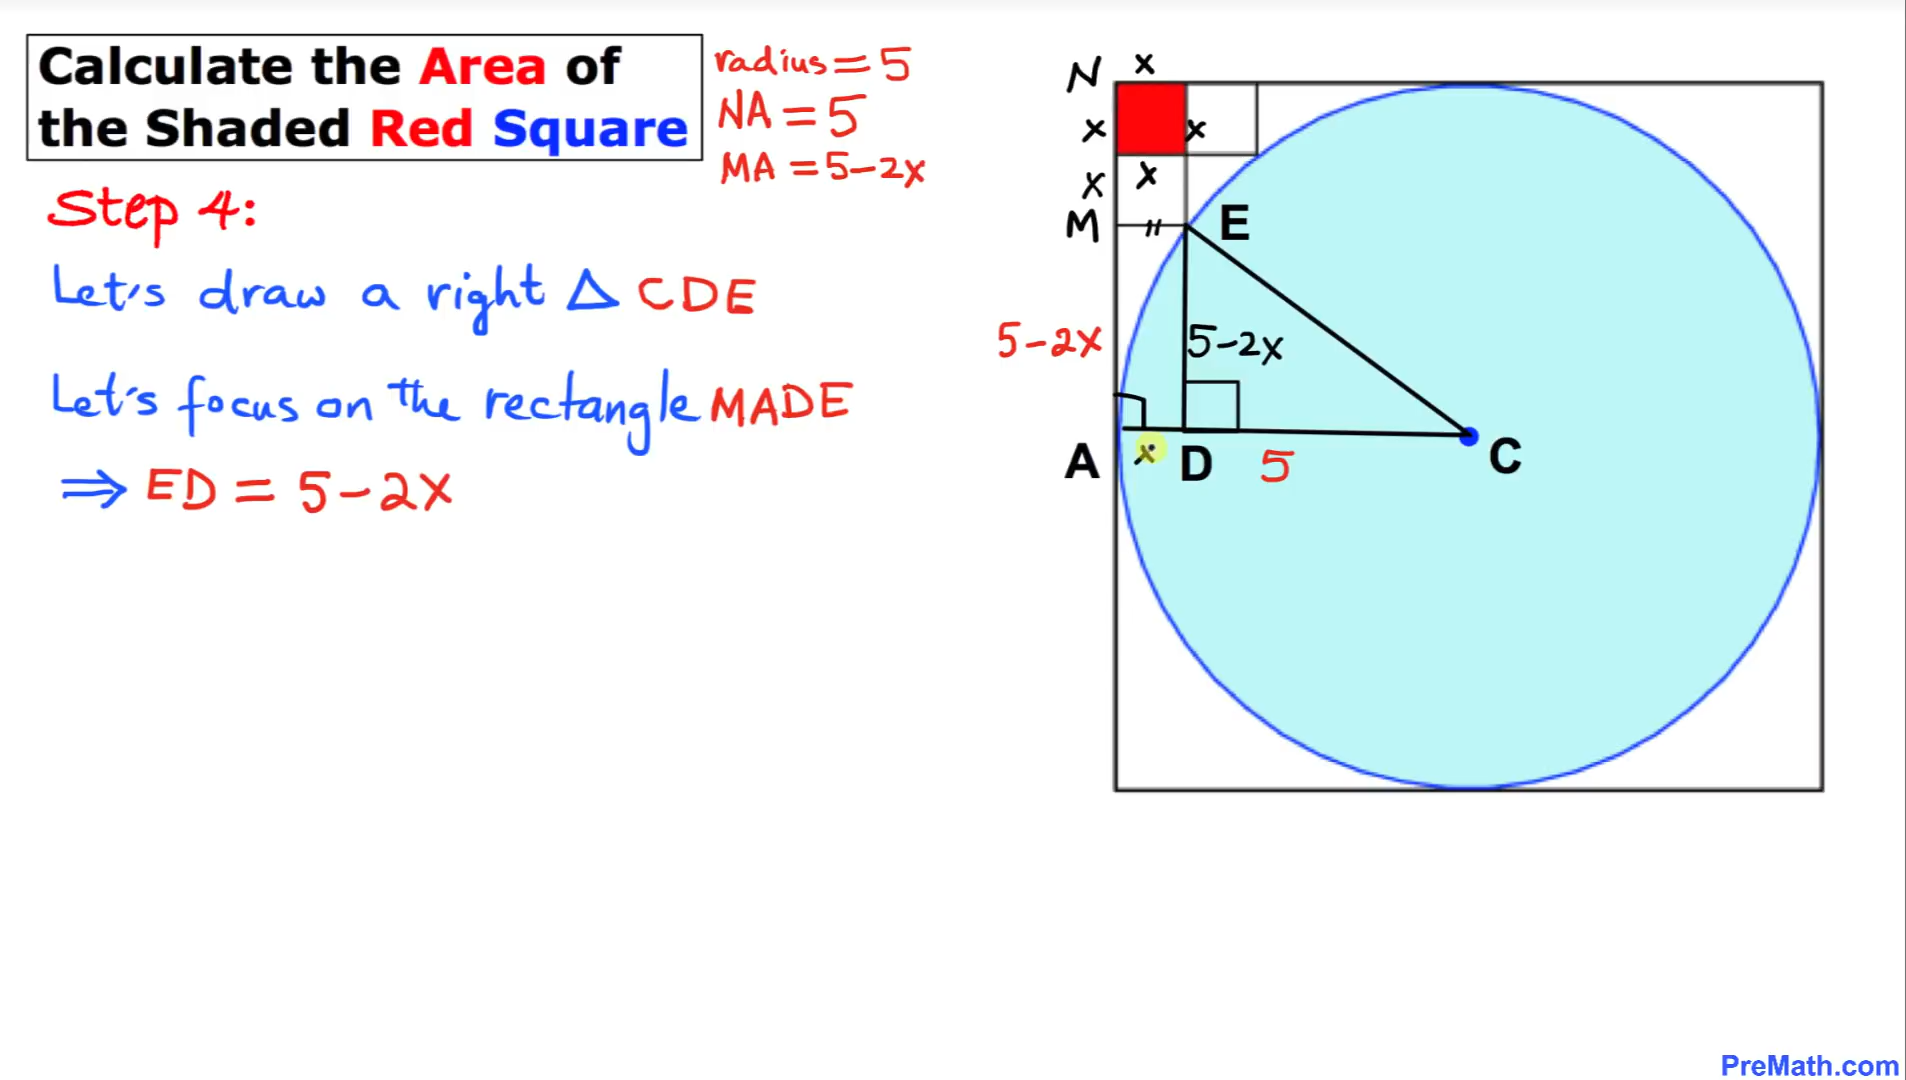 Calculate the Area of
the Shaded Red Square
radius = 5
NA = 5
MA = 5-2x
Step 4:
Let's draw a right Δ CDE
Let's focus on the rectangle MADE
⇒ ED = 5-2x
N x
x x
x x
M " E
5-2x 5-2x
A x D 5 C
PreMath.com